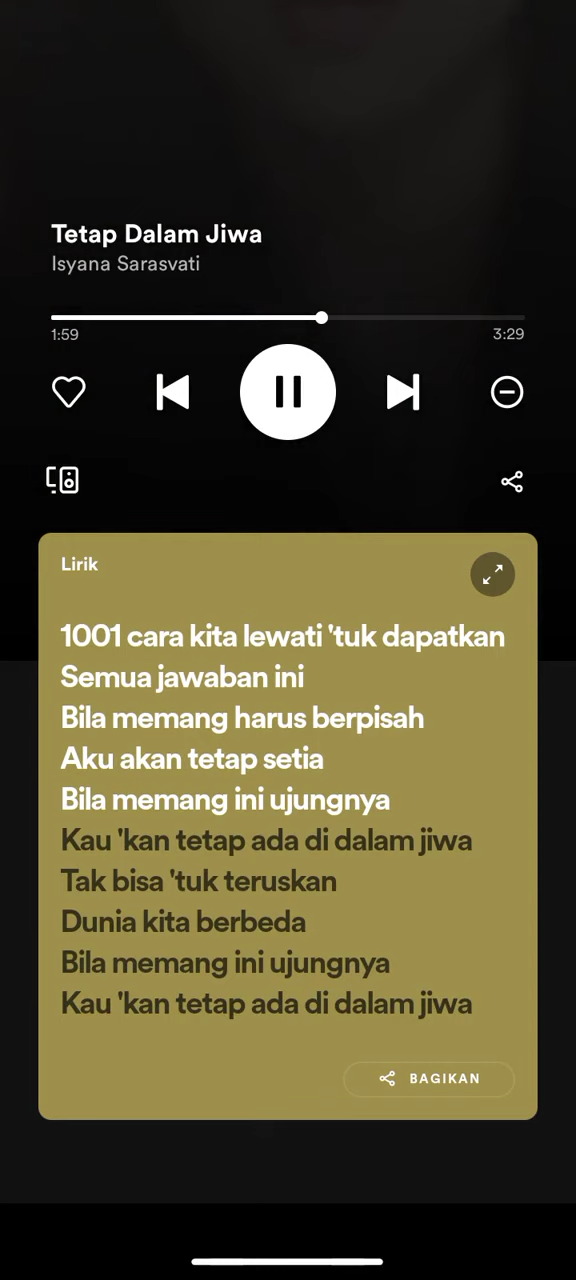 Tetap Dalam Jiwa
Isyana Sarasvati
1:59 3:29
Lirik
1001 cara kita lewati 'tuk dapatkan
Semua jawaban ini
Bila memang harus berpisah
Aku akan tetap setia
Bila memang ini ujungnya
Kau 'kan tetap ada di dalam jiwa
Tak bisa 'tuk teruskan
Dunia kita berbeda
Bila memang ini ujungnya
Kau 'kan tetap ada di dalam jiwa
BAGIKAN